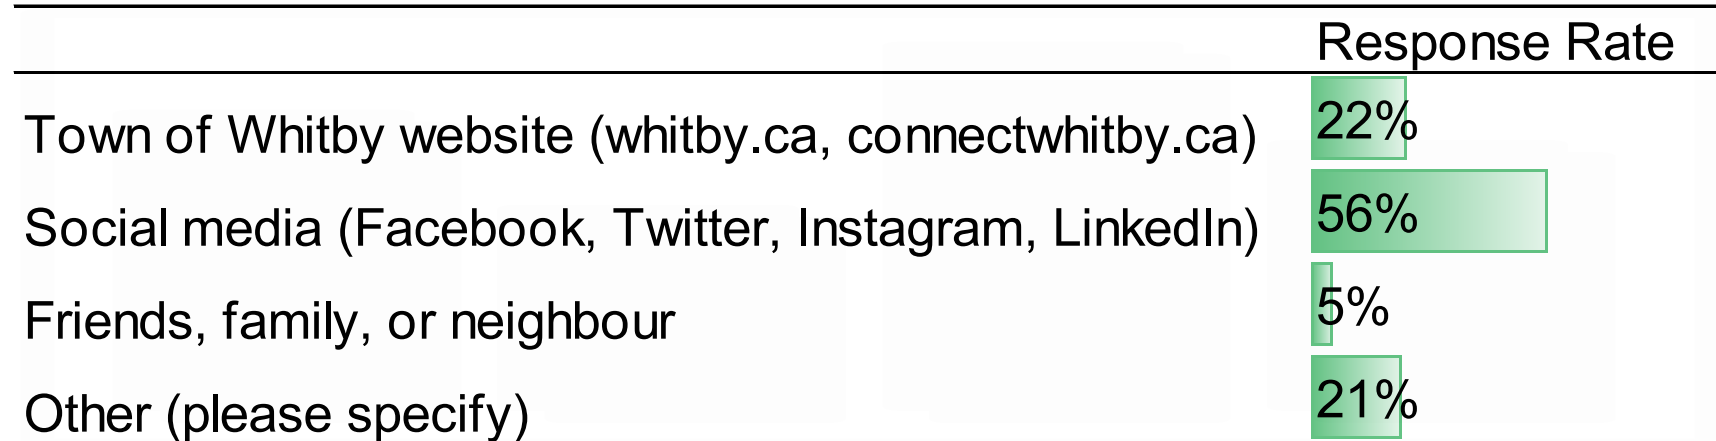 Response Rate
Town of Whitby website (whitby.ca, connectwhitby.ca) 22%
Social media (Facebook, Twitter, Instagram, LinkedIn) 56%
Friends, family, or neighbour 5%
Other (please specify) 21%